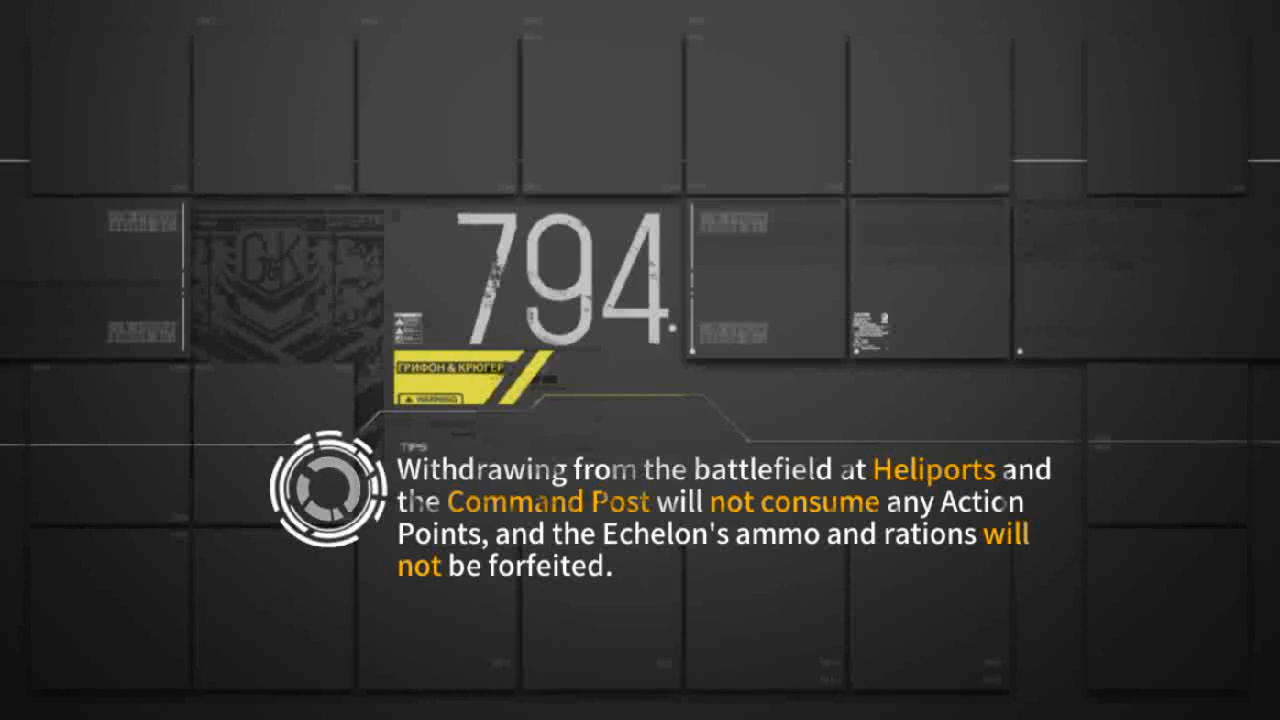 G&K
794.
ГРИФОН & КРЮГЕР
WARNING
TIPS
Withdrawing from the battlefield at Heliports and
the Command Post will not consume any Action
Points, and the Echelon's ammo and rations will
not be forfeited.